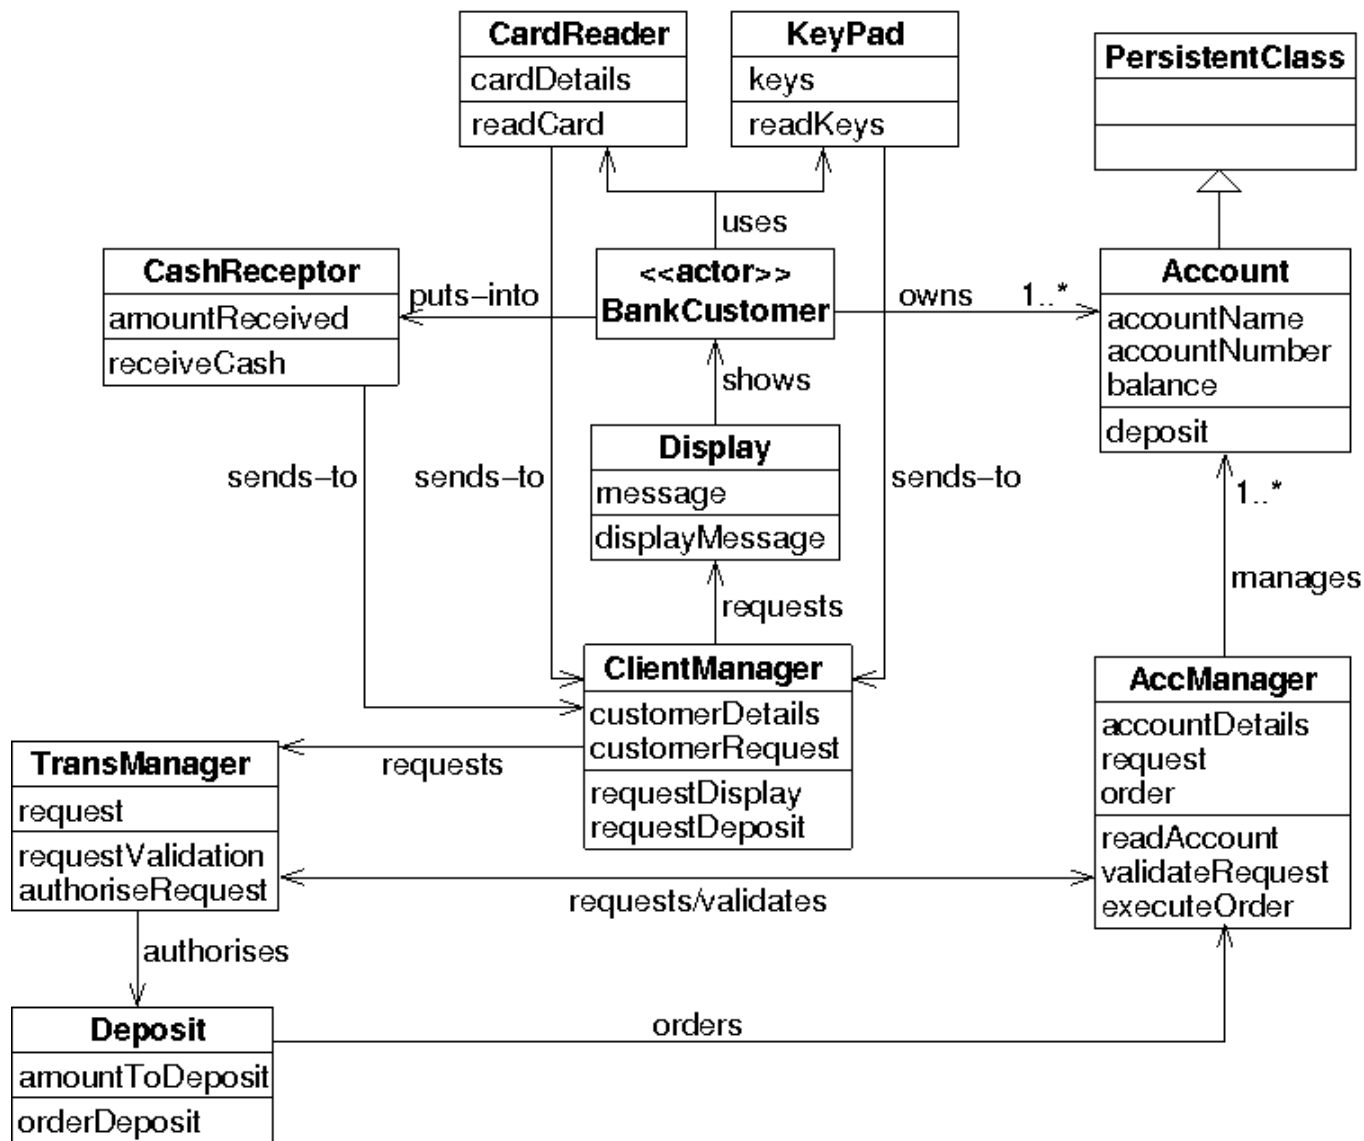 CardReader
cardDetails
readCard
KeyPad
keys
readKeys
PersistentClass
uses
CashReceptor
amountReceived
receiveCash
puts-into
<<actor>>
BankCustomer
owns
1..*
Account
accountName
accountNumber
balance
deposit
shows
Display
message
displayMessage
sends-to
sends-to
sends-to
1..*
manages
requests
ClientManager
customerDetails
customerRequest
requestDisplay
requestDeposit
AccManager
accountDetails
request
order
readAccount
validateRequest
executeOrder
requests
TransManager
request
requestValidation
authoriseRequest
requests/validates
authorises
Deposit
amountToDeposit
orderDeposit
orders